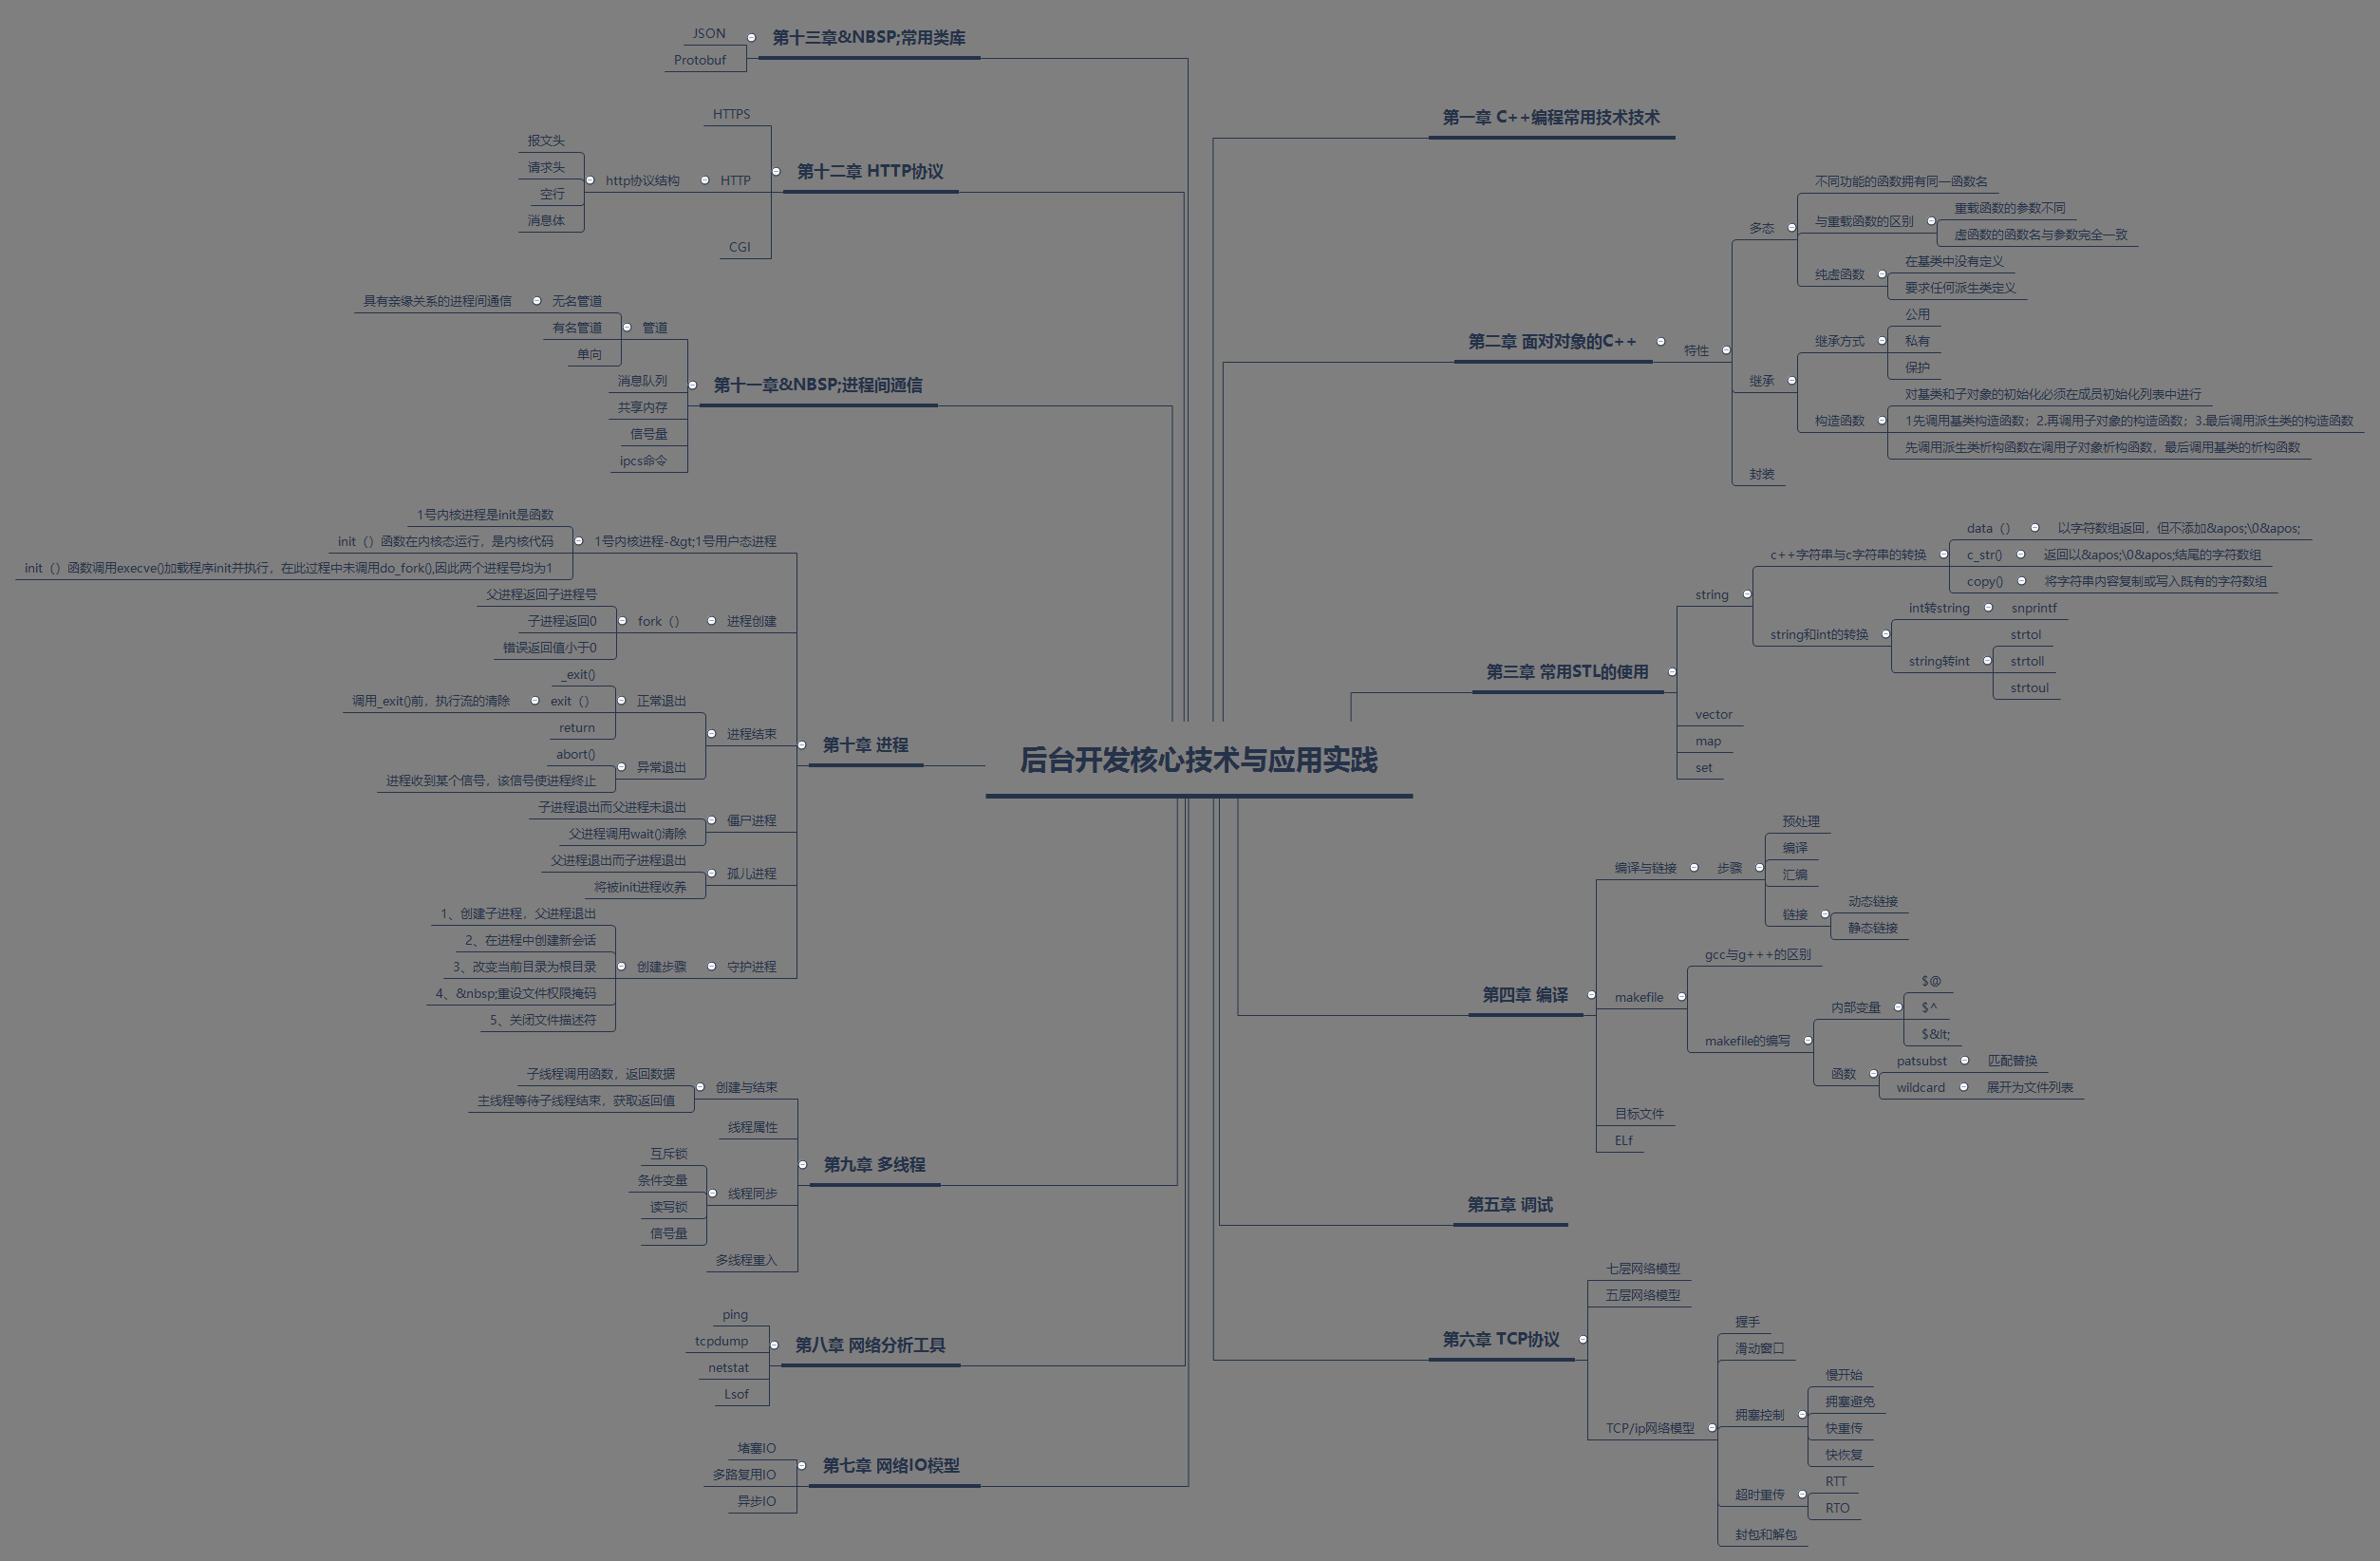 后台开发核心技术与应用实践
第一章 C++编程常用技术技术
第二章 面对对象的C++
特性
多态
不同功能的函数拥有同一函数名
与重载函数的区别
重载函数的参数不同
虚函数的函数名与参数完全一致
纯虚函数
在基类中没有定义
要求任何派生类定义
继承
继承方式
公用
私有
保护
构造函数
对基类和子对象的初始化必须在成员初始化列表中进行
1先调用基类构造函数；2.再调用子对象的构造函数；3.最后调用派生类的构造函数
先调用派生类析构函数在调用子对象析构函数，最后调用基类的析构函数
封装
第三章 常用STL的使用
string
c++字符串与c字符串的转换
data（）
以字符数组返回，但不添加&apos;\0&apos;
c_str()
返回以&apos;\0&apos;结尾的字符数组
copy()
将字符串内容复制或写入既有的字符数组
string和int的转换
int转string
snprintf
string转int
strtol
strtoll
strtoul
vector
map
set
第四章 编译
编译与链接
步骤
预处理
编译
汇编
链接
动态链接
静态链接
makefile
gcc与g+++的区别
makefile的编写
内部变量
$@
$^
$&lt;
函数
patsubst
匹配替换
wildcard
展开为文件列表
目标文件
ELf
第五章 调试
第六章 TCP协议
七层网络模型
五层网络模型
TCP/ip网络模型
握手
滑动窗口
拥塞控制
慢开始
拥塞避免
快重传
快恢复
超时重传
RTT
RTO
封包和解包
第七章 网络IO模型
堵塞IO
多路复用IO
异步IO
第八章 网络分析工具
ping
tcpdump
netstat
Lsof
第九章 多线程
创建与结束
子线程调用函数，返回数据
主线程等待子线程结束，获取返回值
线程属性
线程同步
互斥锁
条件变量
读写锁
信号量
多线程重入
第十章 进程
1号内核进程-&gt;1号用户态进程
1号内核进程是init是函数
init（）函数在内核态运行，是内核代码
init（）函数调用execve()加载程序init并执行，在此过程中未调用do_fork(),因此两个进程号均为1
进程创建
fork（）
父进程返回子进程号
子进程返回0
错误返回值小于0
进程结束
正常退出
_exit()
exit（）
调用_exit()前，执行流的清除
return
异常退出
abort()
进程收到某个信号，该信号使进程终止
僵尸进程
子进程退出而父进程未退出
父进程调用wait()清除
孤儿进程
父进程退出而子进程退出
将被init进程收养
守护进程
创建步骤
1、创建子进程，父进程退出
2、在进程中创建新会话
3、改变当前目录为根目录
4、&nbsp;重设文件权限掩码
5、关闭文件描述符
第十一章&NBSP;进程间通信
管道
无名管道
具有亲缘关系的进程间通信
有名管道
单向
消息队列
共享内存
信号量
ipcs命令
第十二章 HTTP协议
HTTPS
HTTP
http协议结构
报文头
请求头
空行
消息体
CGI
第十三章&NBSP;常用类库
JSON
Protobuf